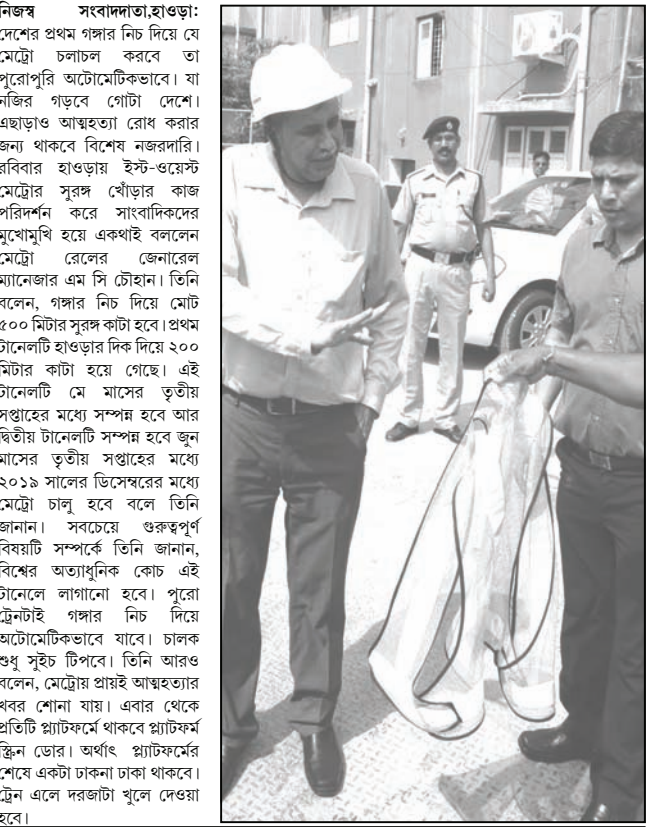 নিজস্ব সংবাদদাতা,হাওড়া:
দেশের প্রথম গঙ্গার নিচ দিয়ে যে
মেট্রো চলাচল করবে তা
পুরোপুরি অটোমেটিকভাবে। যা
নজির গড়বে গোটা দেশে।
এছাড়াও আত্মহত্যা রোধ করার
জন্য থাকবে বিশেষ নজরদারি।
রবিবার হাওড়ায় ইস্ট-ওয়েস্ট
মেট্রোর সুরঙ্গ খোঁড়ার কাজ
পরিদর্শন করে সাংবাদিকদের
মুখোমুখি হয়ে একথাই বললেন
মেট্রো রেলের জেনারেল
ম্যানেজার এম সি চৌহান। তিনি
বলেন, গঙ্গার নিচ দিয়ে মোট
৫০০ মিটার সুরঙ্গ কাটা হবে। প্রথম
টানেলটি হাওড়ার দিক দিয়ে ২০০
মিটার কাটা হয়ে গেছে। এই
টানেলটি মে মাসের তৃতীয়
সপ্তাহের মধ্যে সম্পন্ন হবে আর
দ্বিতীয় টানেলটি সম্পন্ন হবে জুন
মাসের তৃতীয় সপ্তাহের মধ্যে
২০১৯ সালের ডিসেম্বরের মধ্যে
মেট্রো চালু হবে বলে তিনি
জানান। সবচেয়ে গুরুত্বপূর্ণ
বিষয়টি সম্পর্কে তিনি জানান,
বিশ্বের অত্যাধুনিক কোচ এই
টানেলে লাগানো হবে। পুরো
ট্রেনটাই গঙ্গার নিচ দিয়ে
অটোমেটিকভাবে যাবে। চালক
শুধু সুইচ টিপবে। তিনি আরও
বলেন, মেট্রোয় প্রায়ই আত্মহত্যার
খবর শোনা যায়। এবার থেকে
প্রতিটি প্ল্যাটফর্মে থাকবে প্ল্যাটফর্ম
স্ক্রিন ডোর। অর্থাৎ প্ল্যাটফর্মের
শেষে একটা ঢাকনা ঢাকা থাকবে।
ট্রেন এলে দরজাটা খুলে দেওয়া
হবে।